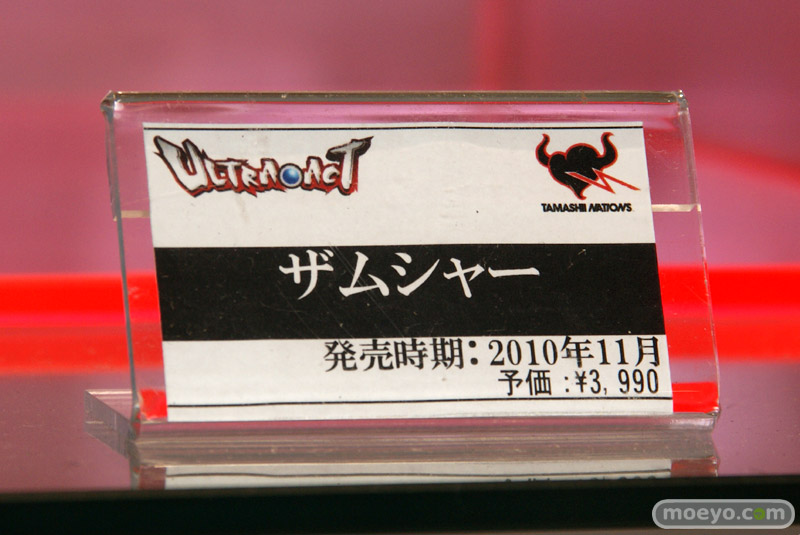 ULTRA-ACT
TAMASHII NATIONS
ザムシャー
発売時期：2010年11月
予価 :¥3,990
moeyo.com